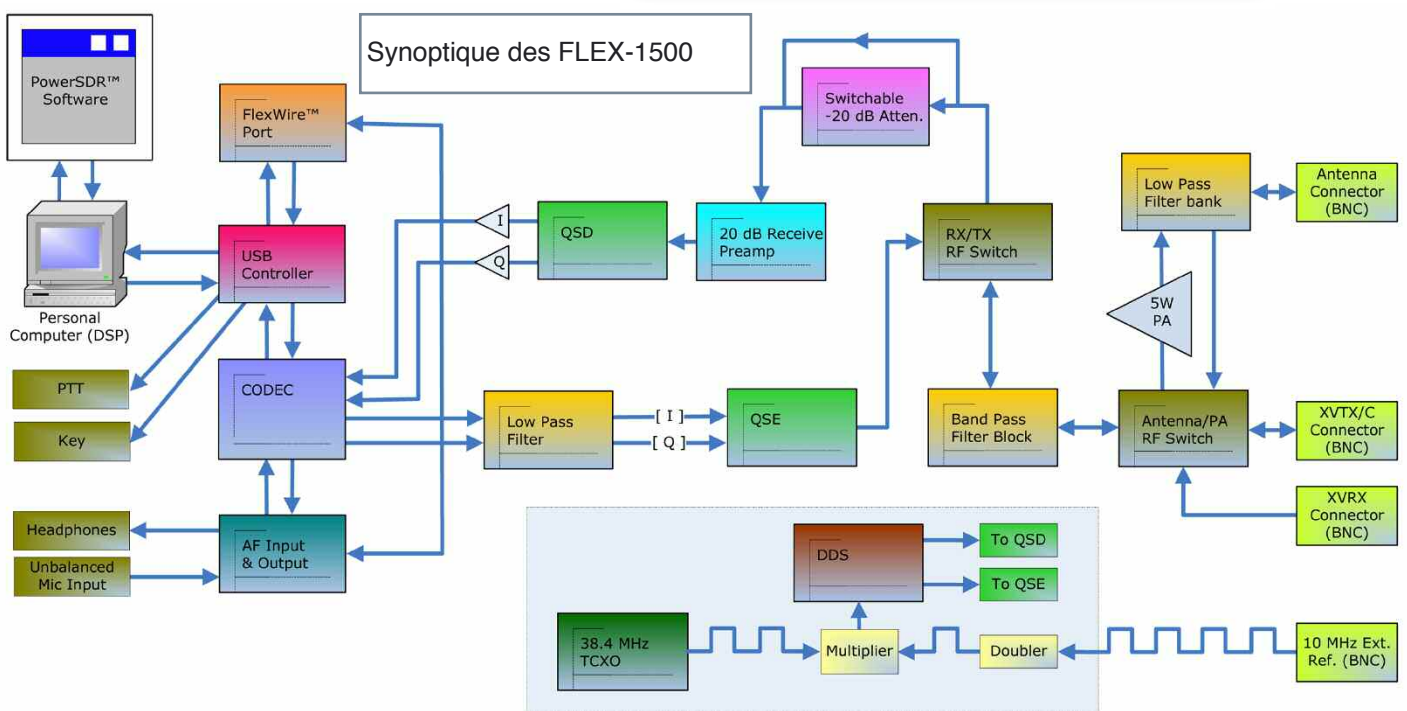 Synoptique des FLEX-1500
PowerSDR™
Software
FlexWire™
Port
Switchable
-20 dB Atten.
Low Pass
Filter bank
Antenna
Connector
(BNC)
I
Q
QSD
20 dB Receive
Preamp
RX/TX
RF Switch
USB
Controller
5W
PA
Personal
Computer (DSP)
PTT
Key
CODEC
Low Pass
Filter
[ I ]
[ Q ]
QSE
Band Pass
Filter Block
Antenna/PA
RF Switch
XVTX/C
Connector
(BNC)
XVRX
Connector
(BNC)
Headphones
Unbalanced
Mic Input
AF Input
& Output
DDS
To QSD
To QSE
38.4 MHz
TCXO
Multiplier
Doubler
10 MHz Ext.
Ref. (BNC)